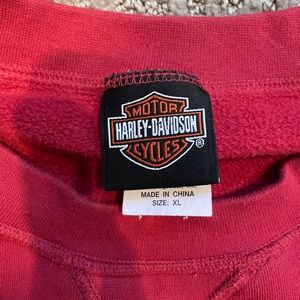 MOTOR
HARLEY-DAVIDSON
CYCLES
®
MADE IN CHINA
SIZE: XL